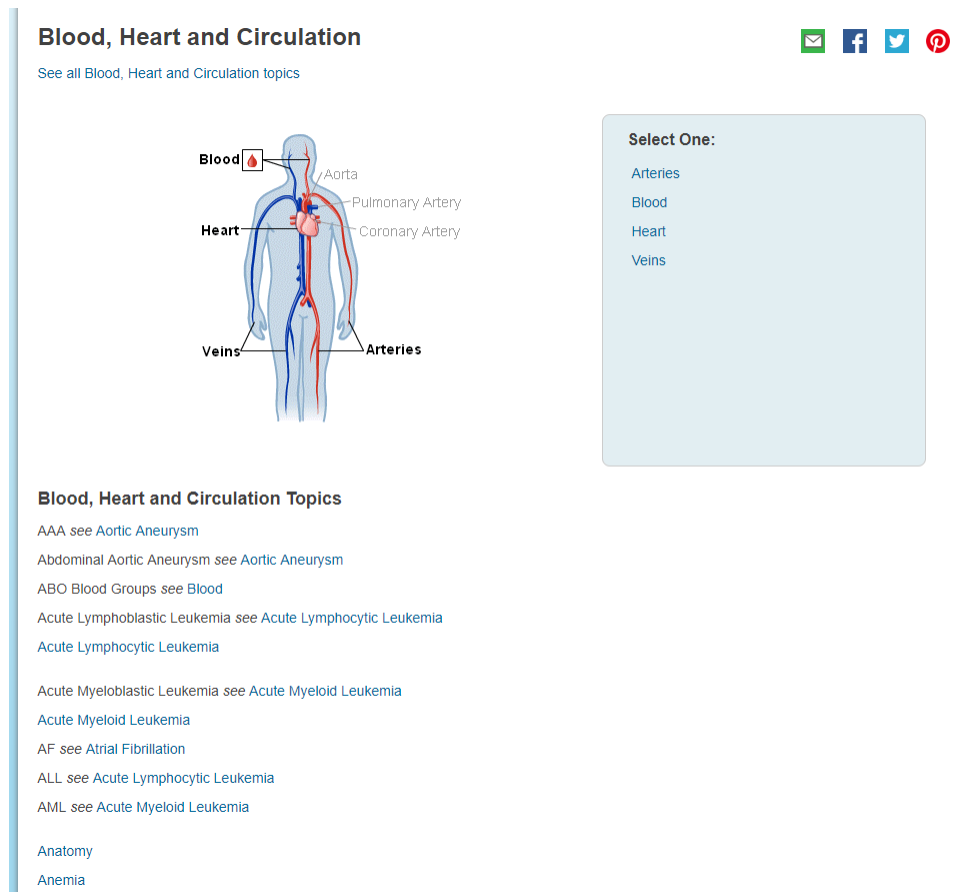 Blood, Heart and Circulation
See all Blood, Heart and Circulation topics
Blood
Aorta
Pulmonary Artery
Heart
Coronary Artery
Veins
Arteries
Select One:
Arteries
Blood
Heart
Veins
Blood, Heart and Circulation Topics
AAA see Aortic Aneurysm
Abdominal Aortic Aneurysm see Aortic Aneurysm
ABO Blood Groups see Blood
Acute Lymphoblastic Leukemia see Acute Lymphocytic Leukemia
Acute Lymphocytic Leukemia
Acute Myeloblastic Leukemia see Acute Myeloid Leukemia
Acute Myeloid Leukemia
AF see Atrial Fibrillation
ALL see Acute Lymphocytic Leukemia
AML see Acute Myeloid Leukemia
Anatomy
Anemia